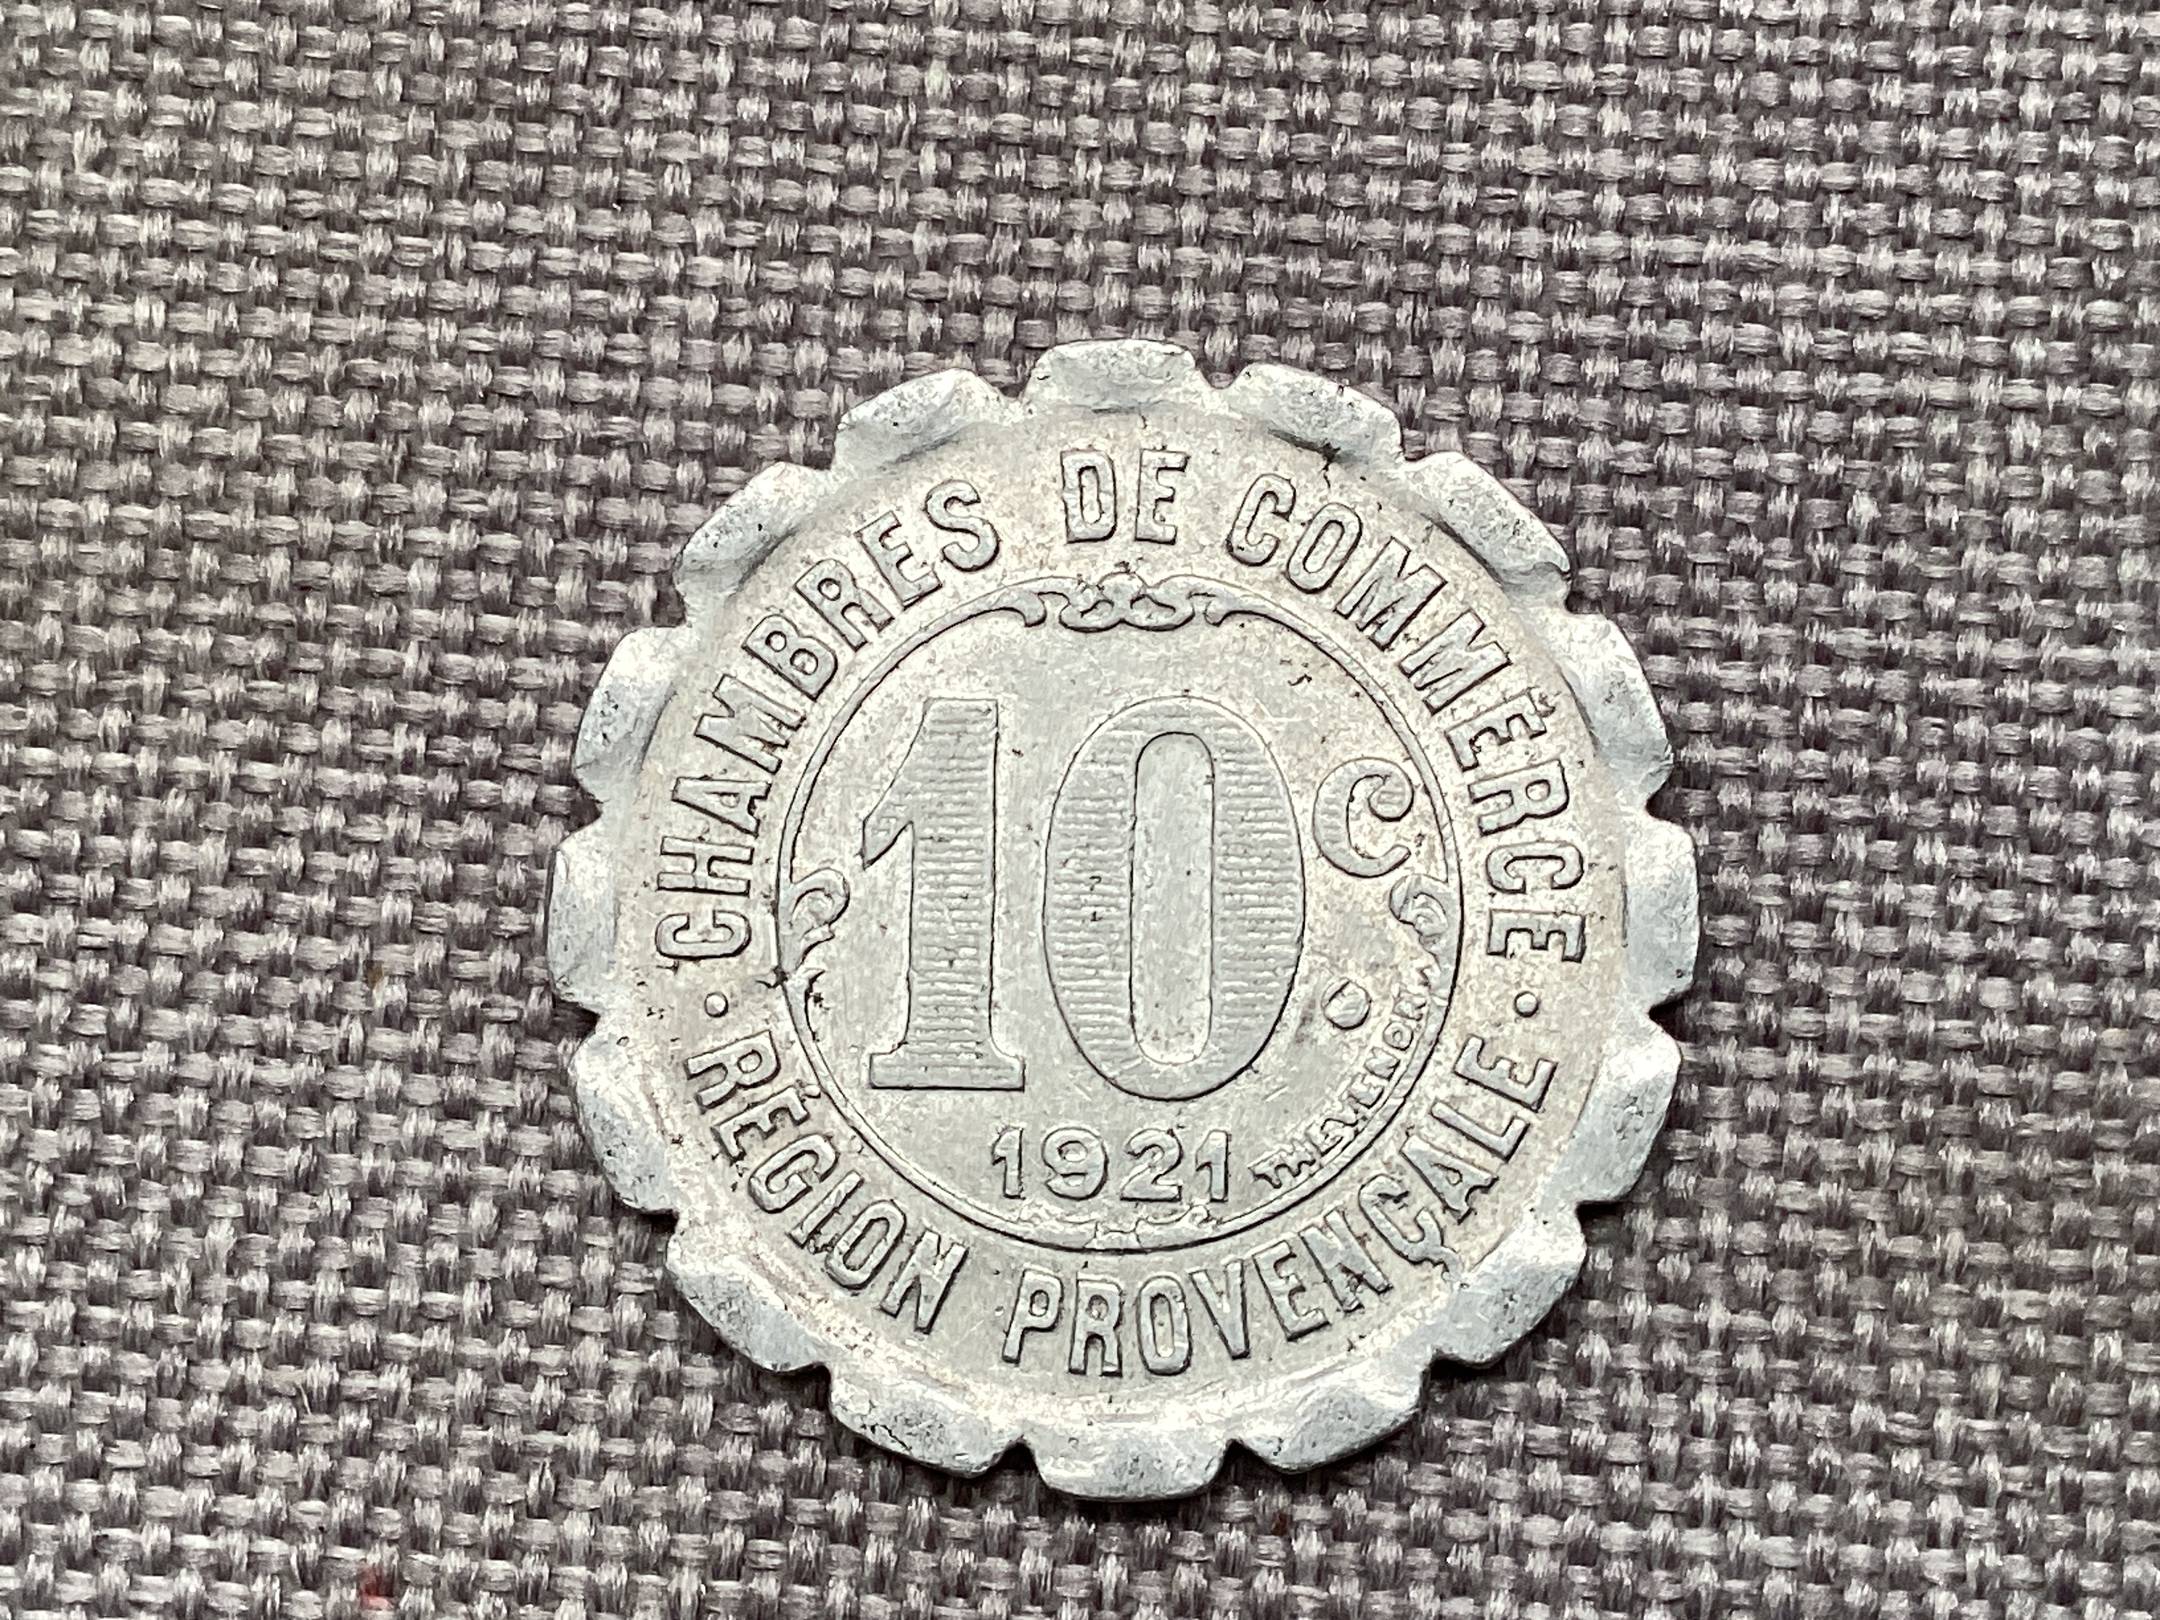 CHAMBRES DE COMMERCE
10C
1921
THEVENON
· RÉGION PROVENÇALE ·